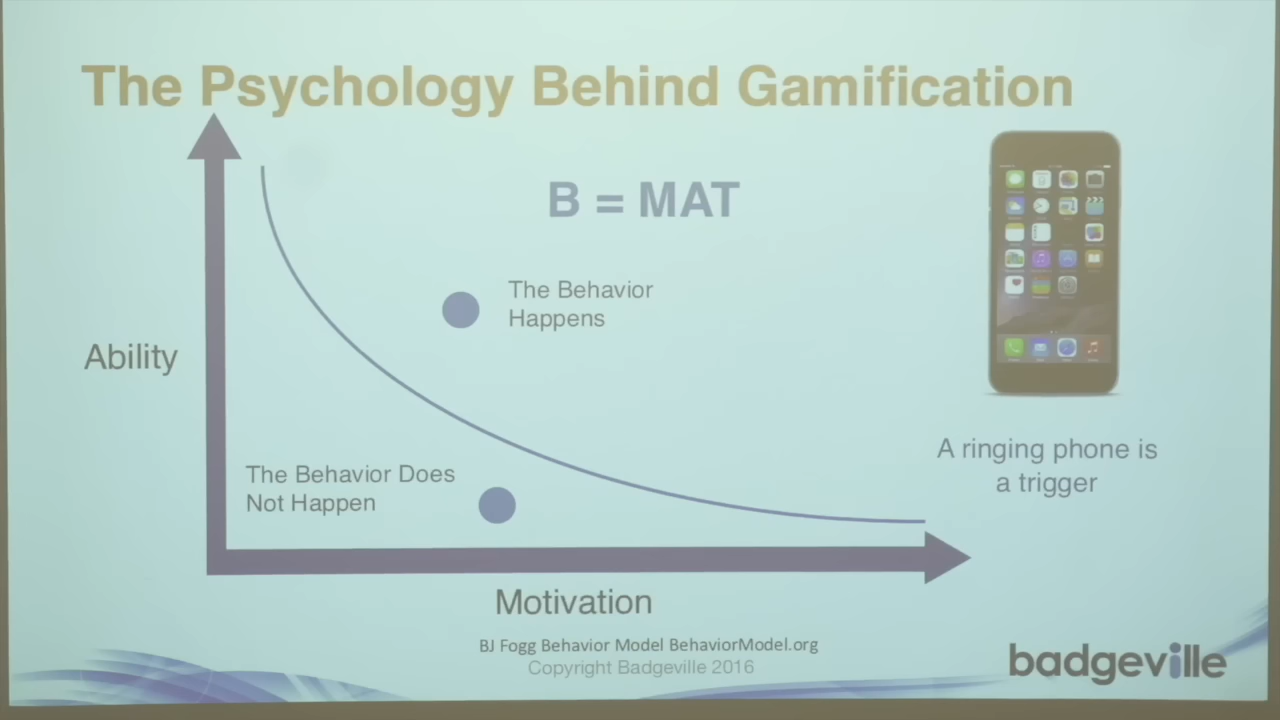 The Psychology Behind Gamification
B = MAT
The Behavior
Happens
Ability
The Behavior Does
Not Happen
A ringing phone is
a trigger
Motivation
BJ Fogg Behavior Model BehaviorModel.org
Copyright Badgeville 2016
badgeville